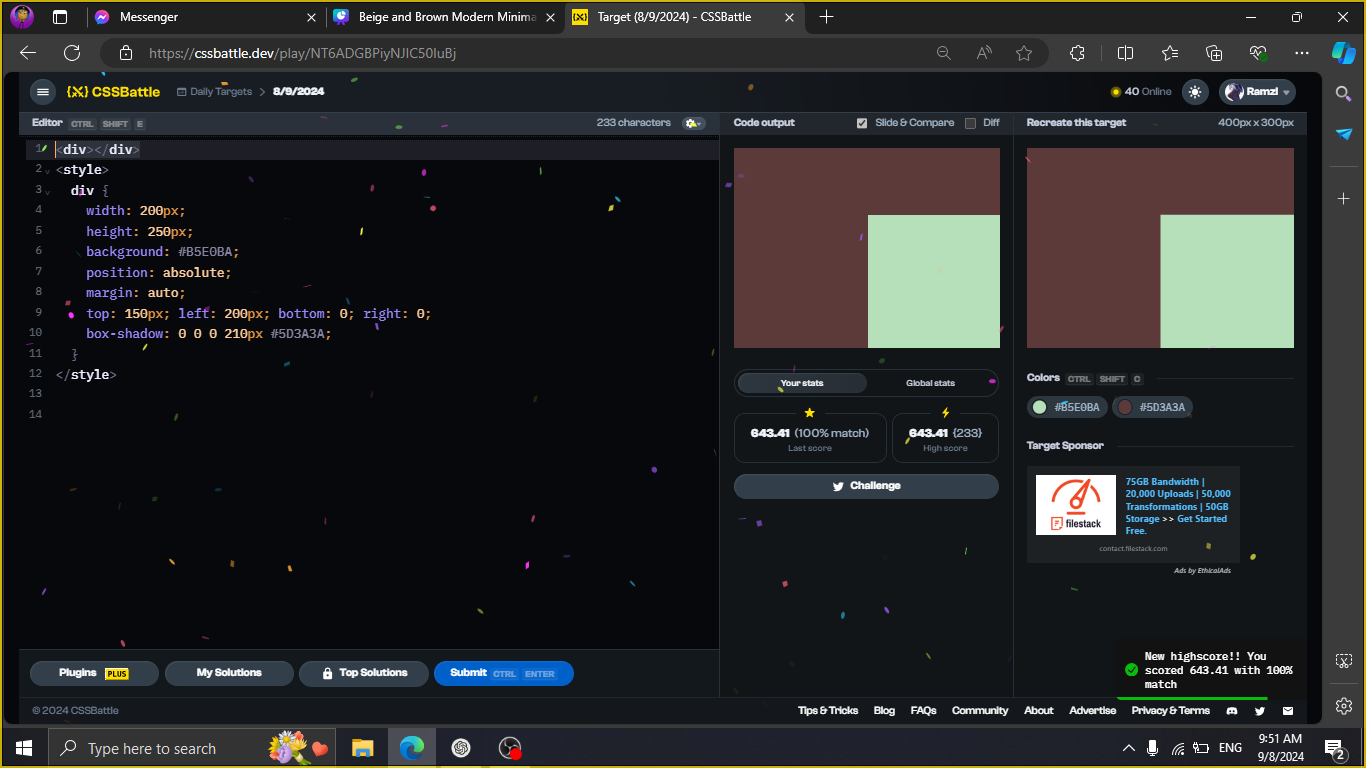 Messenger
Beige and Brown Modern Minima
Target (8/9/2024) - CSSBattle
https://cssbattle.dev/play/NT6ADGBPiyNJIC50IuBj
{X} CSSBattle
Daily Targets > 8/9/2024
40 Online
Ramzi
Editor CTRL SHIFT E
233 characters
Code output
Slide & Compare
Diff
Recreate this target
400px x 300px
1 <div></div>
2 <style>
3 div {
4 width: 200px;
5 height: 250px;
6 background: #B5E0BA;
7 position: absolute;
8 margin: auto;
9 top: 150px; left: 200px; bottom: 0; right: 0;
10 box-shadow: 0 0 0 210px #5D3A3A;
11 }
12 </style>
13
14
Your stats
Global stats
643.41 (100% match)
Last score
643.41 {233}
High score
Challenge
Colors CTRL SHIFT C
#B5E0BA
#5D3A3A
Target Sponsor
filestack
75GB Bandwidth |
20,000 Uploads | 50,000
Transformations | 50GB
Storage >> Get Started
Free.
contact.filestack.com
Ads by EthicalAds
New highscore!! You
scored 643.41 with 100%
match
Plugins PLUS
My Solutions
Top Solutions
Submit CTRL ENTER
© 2024 CSSBattle
Tips & Tricks
Blog
FAQs
Community
About
Advertise
Privacy & Terms
Type here to search
ENG
9:51 AM
9/8/2024
2